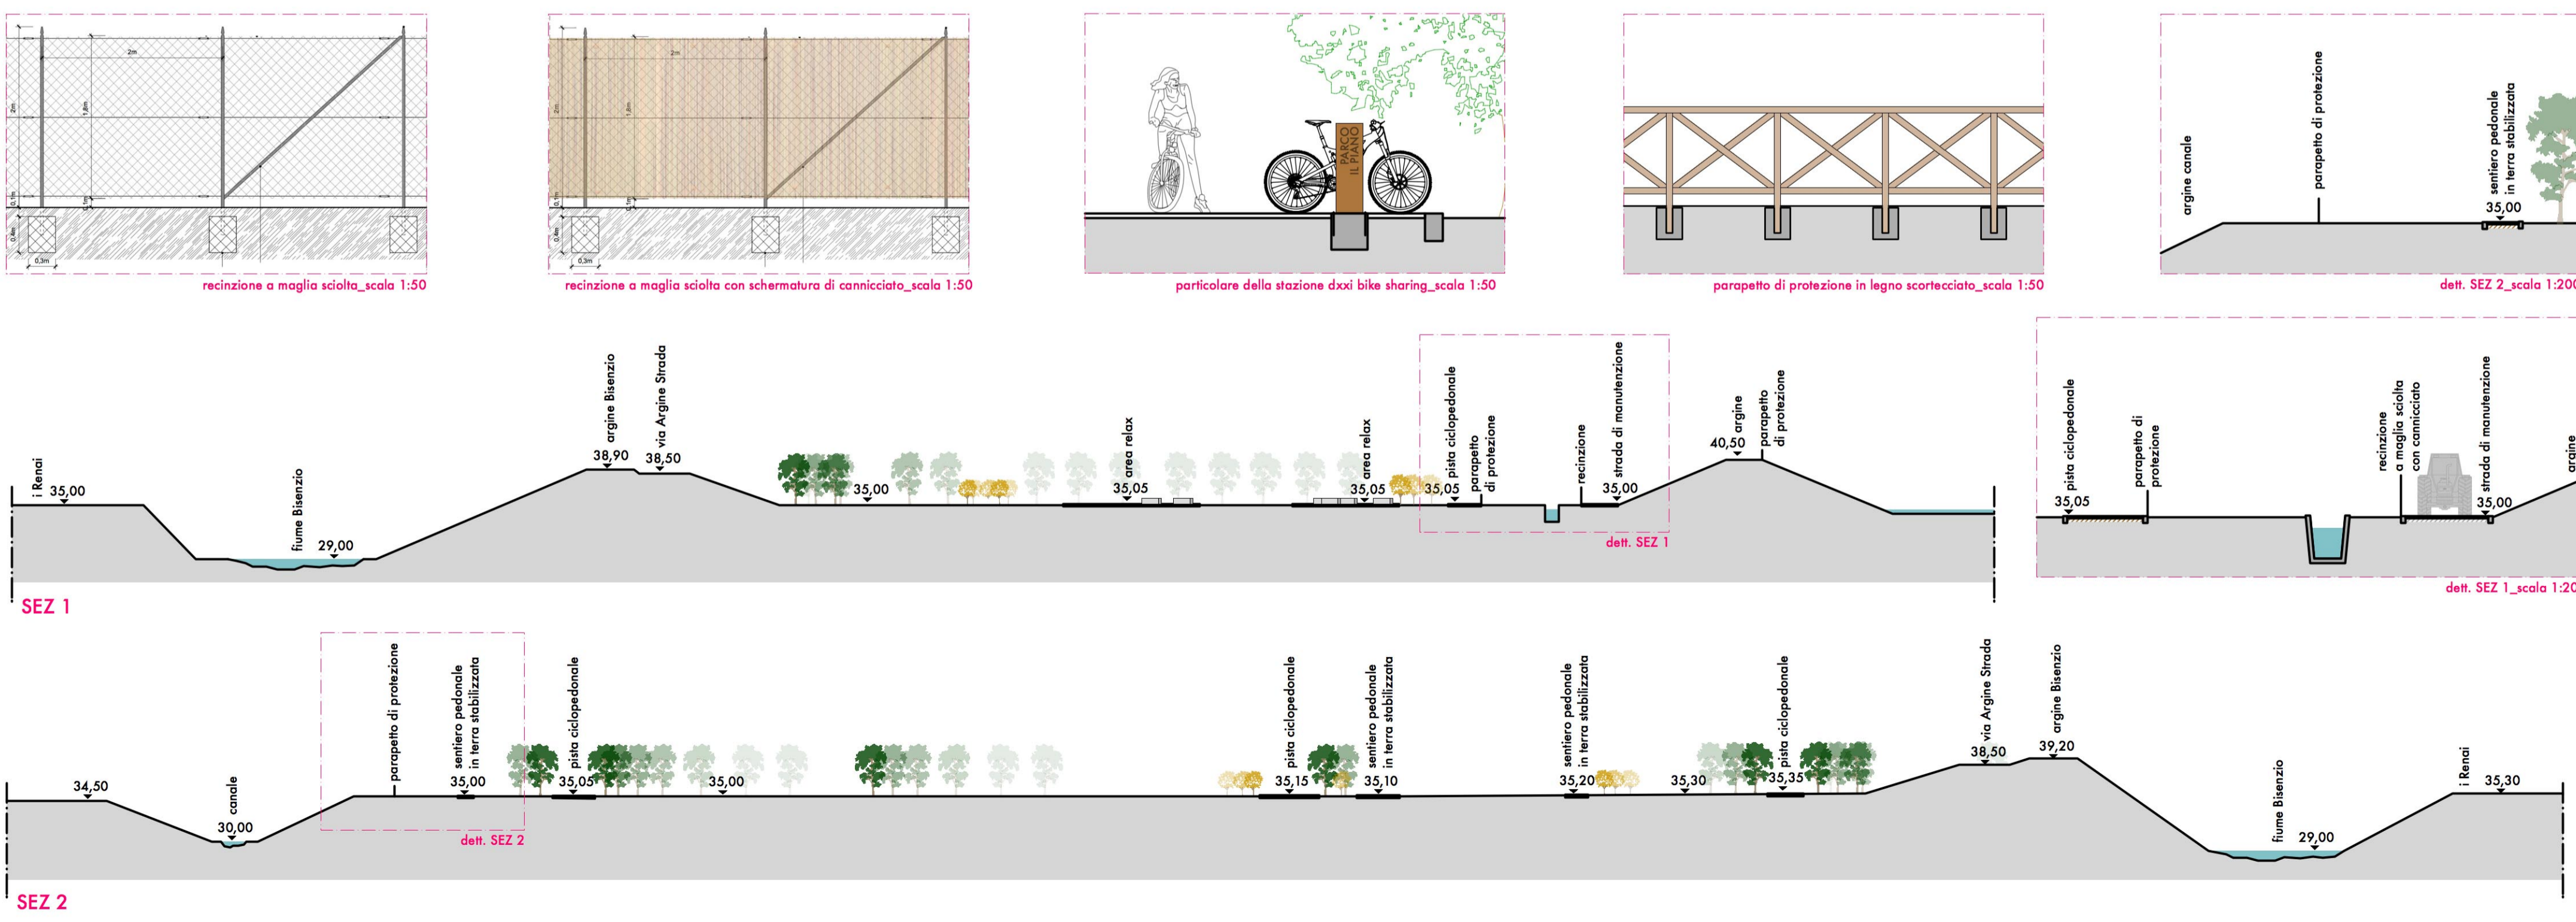 2m
2m
1,8m
0,1m
0,1m
0,4m
0,3m
recinzione a maglia sciolta_scala 1:50
2m
2m
1,8m
0,1m
0,1m
0,4m
0,3m
recinzione a maglia sciolta con schermatura di cannicciato_scala 1:50
PARCO
IL PIANO
particolare della stazione dxxi bike sharing_scala 1:50
parapetto di protezione in legno scortecciato_scala 1:50
argine canale
parapetto di protezione
sentiero pedonale
in terra stabilizzata
35,00
dett. SEZ 2_scala 1:200
i Renai
35,00
fiume Bisenzio
29,00
argine Bisenzio
38,90
via Argine Strada
38,50
35,00
area relax
35,05
area relax
35,05
pista ciclopedonale
35,05
parapetto
di protezione
recinzione
strada di manutenzione
35,00
argine
40,50
parapetto
di protezione
dett. SEZ 1
SEZ 1
pista ciclopedonale
35,05
parapetto di
protezione
recinzione
a maglia sciolta
con cannicciato
strada di manutenzione
35,00
argine
dett. SEZ 1_scala 1:20
34,50
canale
30,00
parapetto di protezione
sentiero pedonale
in terra stabilizzata
35,00
dett. SEZ 2
pista ciclopedonale
35,05
35,00
pista ciclopedonale
35,15
sentiero pedonale
in terra stabilizzata
35,10
sentiero pedonale
in terra stabilizzata
35,20
35,30
pista ciclopedonale
35,35
via Argine Strada
38,50
argine Bisenzio
39,20
fiume Bisenzio
29,00
i Renai
35,30
SEZ 2